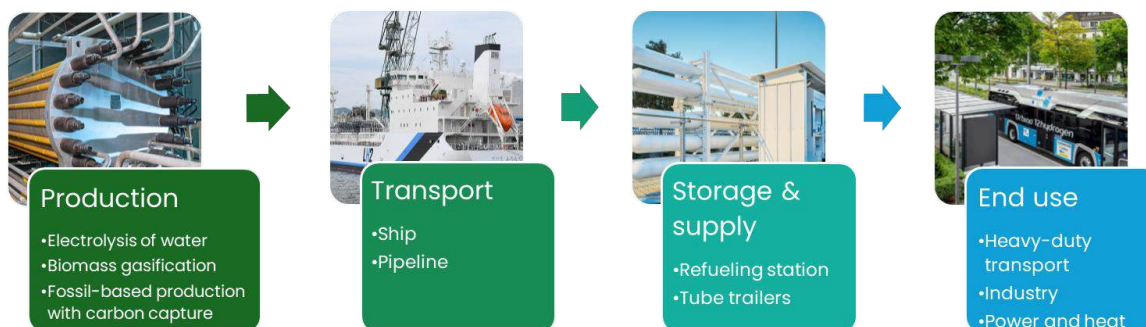 Production
•Electrolysis of water
•Biomass gasification
•Fossil-based production
with carbon capture
Transport
•Ship
•Pipeline
Storage &
supply
•Refueling station
•Tube trailers
End use
•Heavy-duty
transport
•Industry
•Power and heat